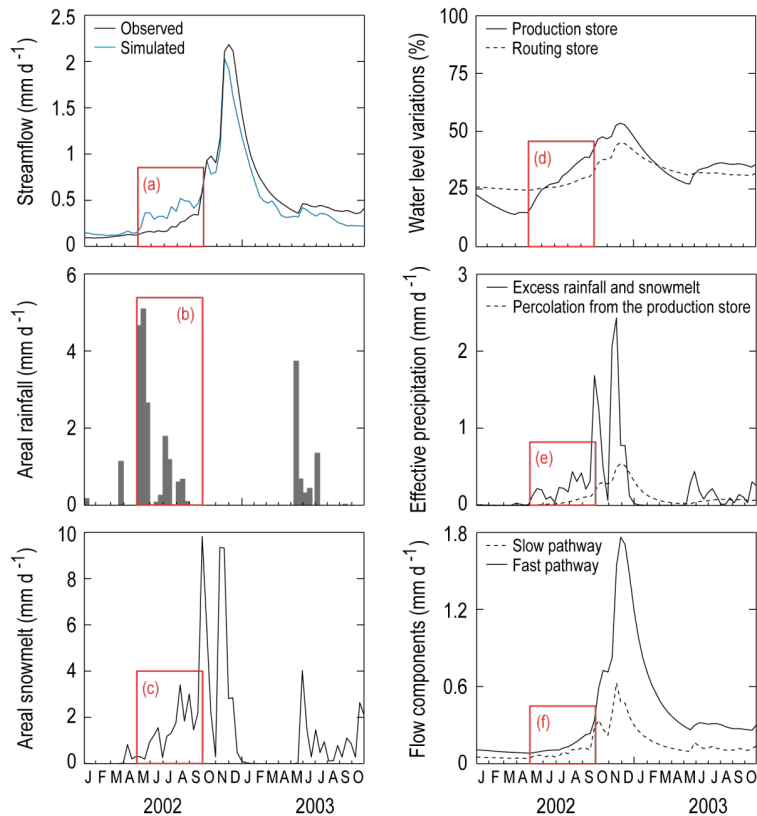 2.5
2
1.5
1
0.5
0
Streamflow (mm d⁻¹)
Observed
Simulated
(a)
100
75
50
25
0
Water level variations (%)
Production store
Routing store
(d)
6
4
2
0
Areal rainfall (mm d⁻¹)
(b)
3
2
1
0
Effective precipitation (mm d⁻¹)
Excess rainfall and snowmelt
Percolation from the production store
(e)
10
8
6
4
2
0
Areal snowmelt (mm d⁻¹)
(c)
J F M A M J J A S O N D J F M A M J J A S O
2002 2003
1.8
1.2
0.6
0
Flow components (mm d⁻¹)
Slow pathway
Fast pathway
(f)
J F M A M J J A S O N D J F M A M J J A S O
2002 2003